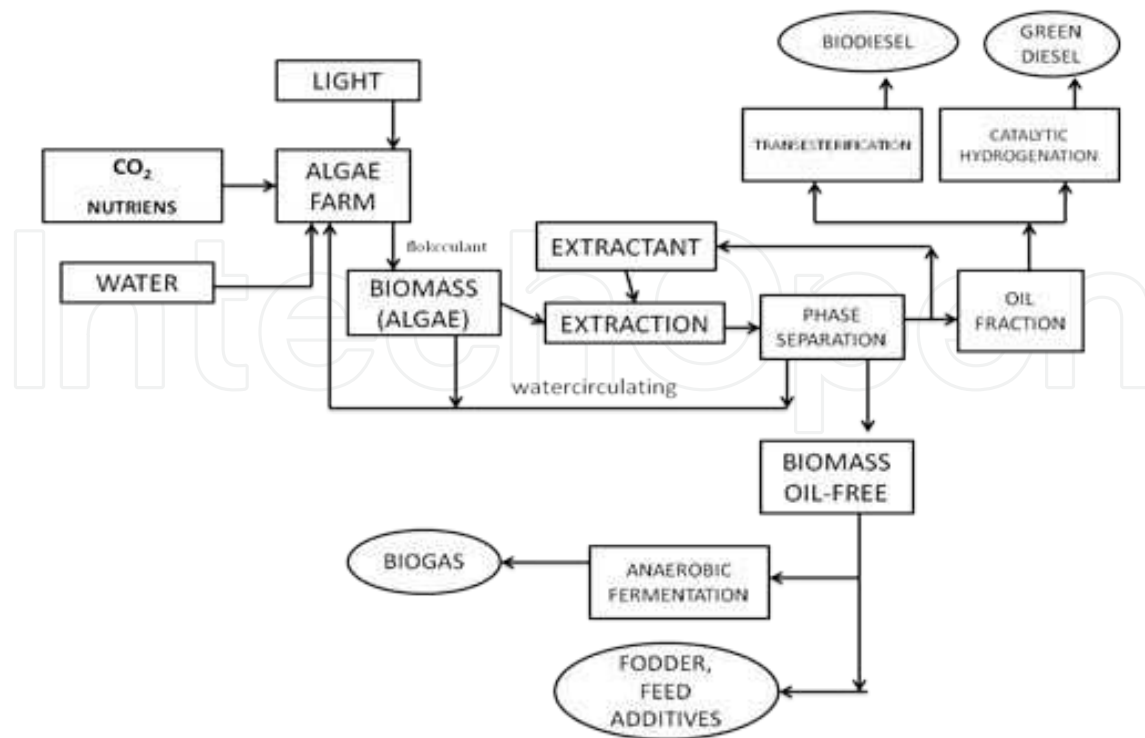 BIODIESEL
GREEN
DIESEL
LIGHT
TRANSESTERIFICATION
CATALYTIC
HYDROGENATION
CO₂
NUTRIENS
ALGAE
FARM
flokcculant
EXTRACTANT
WATER
BIOMASS
(ALGAE)
EXTRACTION
PHASE
SEPARATION
OIL
FRACTION
IntechOpen
watercirculating
BIOMASS
OIL-FREE
BIOGAS
ANAEROBIC
FERMENTATION
FODDER,
FEED
ADDITIVES